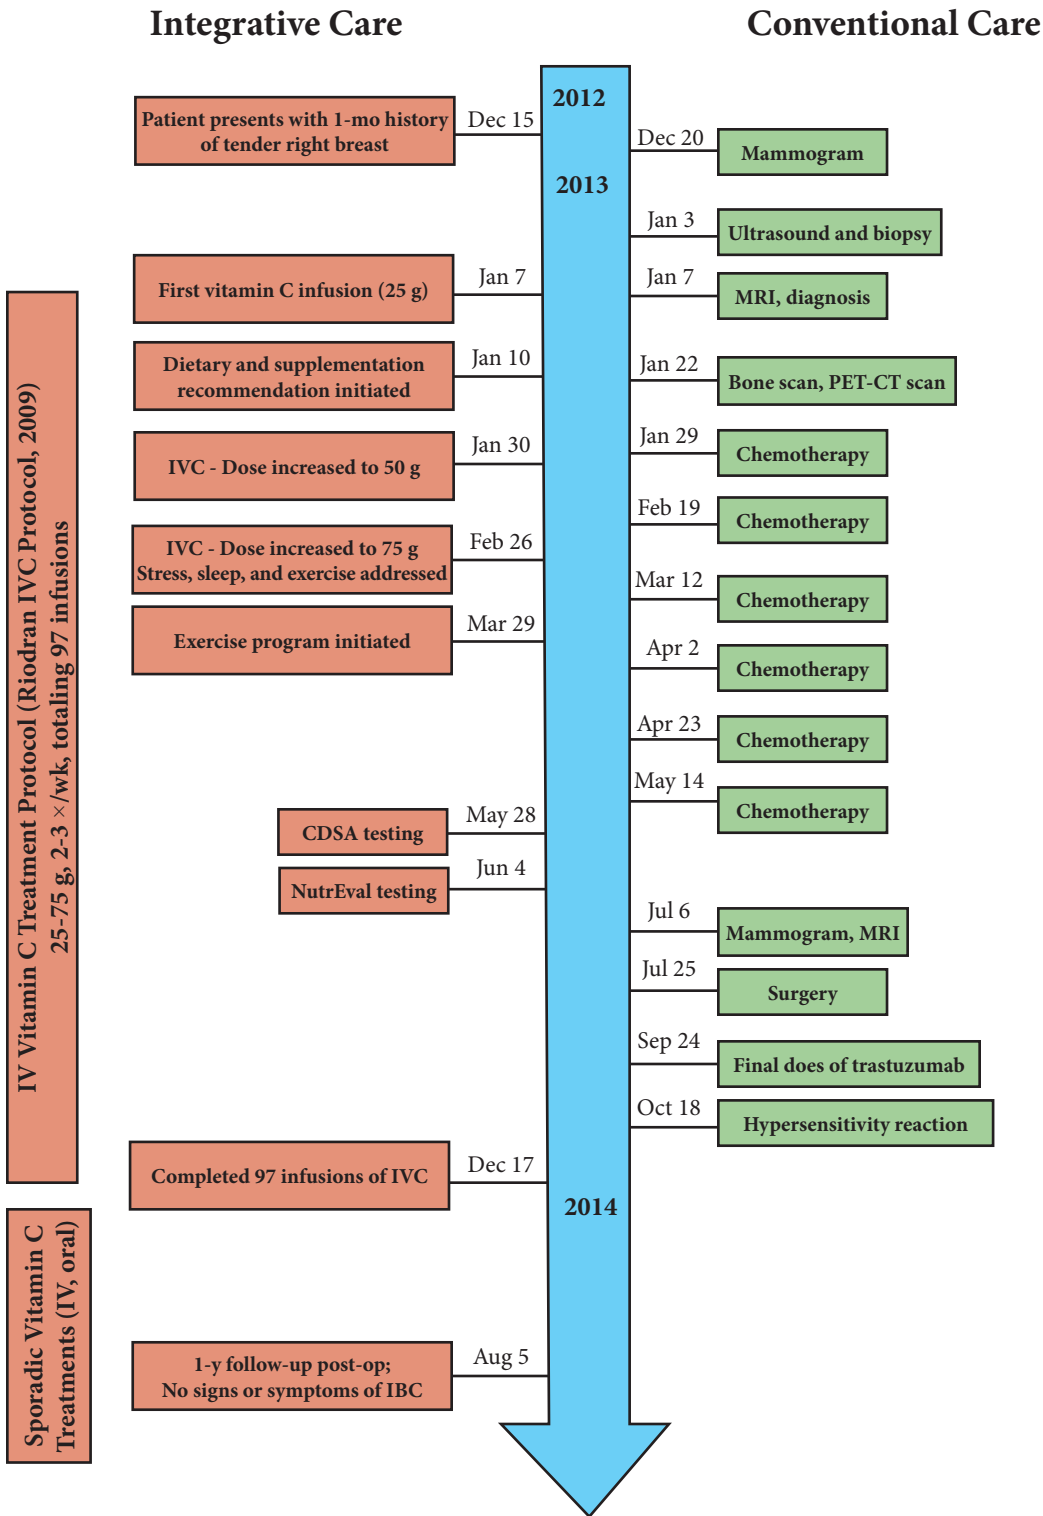 Integrative Care
Conventional Care
2012
Dec 15
Patient presents with 1-mo history
of tender right breast
Dec 20
Mammogram
2013
Jan 3
Ultrasound and biopsy
Jan 7
First vitamin C infusion (25 g)
Jan 7
MRI, diagnosis
Jan 10
Dietary and supplementation
recommendation initiated
Jan 22
Bone scan, PET-CT scan
Jan 29
Chemotherapy
Jan 30
IVC - Dose increased to 50 g
Feb 19
Chemotherapy
Feb 26
IVC - Dose increased to 75 g
Stress, sleep, and exercise addressed
Mar 12
Chemotherapy
Mar 29
Exercise program initiated
Apr 2
Chemotherapy
Apr 23
Chemotherapy
May 14
Chemotherapy
May 28
CDSA testing
Jun 4
NutrEval testing
Jul 6
Mammogram, MRI
Jul 25
Surgery
Sep 24
Final does of trastuzumab
Oct 18
Hypersensitivity reaction
Dec 17
Completed 97 infusions of IVC
2014
Aug 5
1-y follow-up post-op;
No signs or symptoms of IBC
IV Vitamin C Treatment Protocol (Riodran IVC Protocol, 2009)
25-75 g, 2-3 ×/wk, totaling 97 infusions
Sporadic Vitamin C
Treatments (IV, oral)